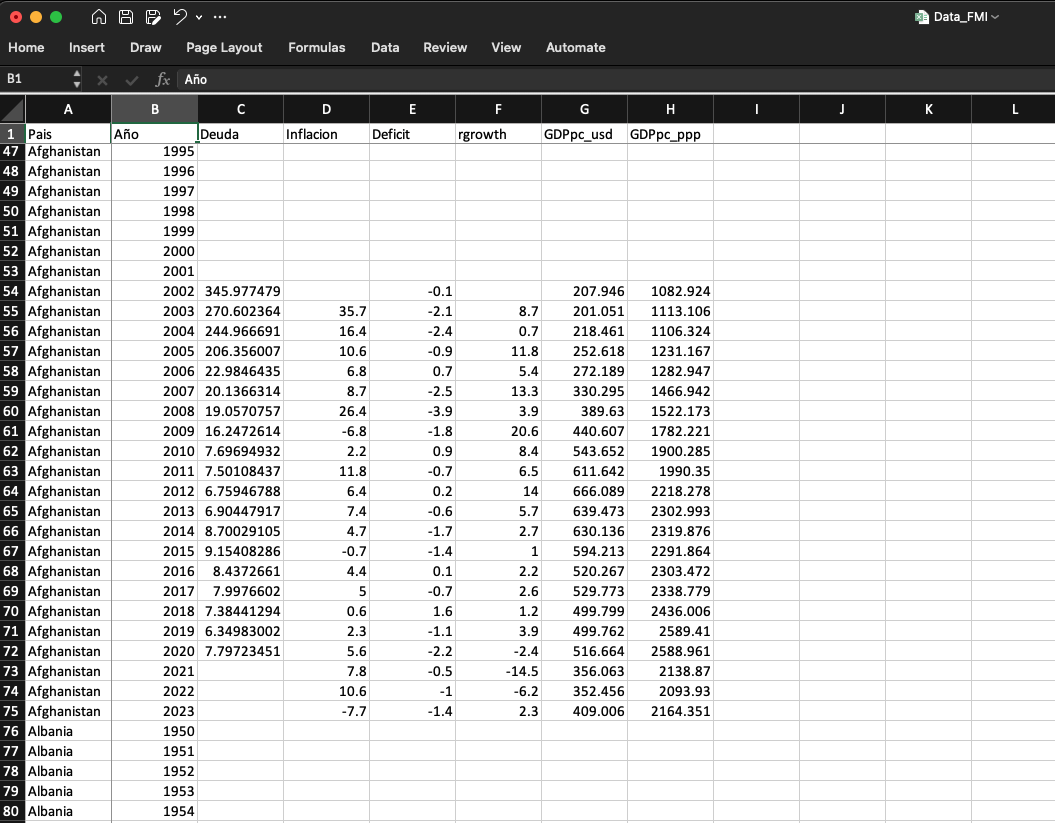 Data_FMI
Home Insert Draw Page Layout Formulas Data Review View Automate
B1 fx Año
A B C D E F G H I J K L
1 Pais Año Deuda Inflacion Deficit rgrowth GDPpc_usd GDPpc_ppp
47 Afghanistan 1995
48 Afghanistan 1996
49 Afghanistan 1997
50 Afghanistan 1998
51 Afghanistan 1999
52 Afghanistan 2000
53 Afghanistan 2001
54 Afghanistan 2002 345.977479 -0.1 207.946 1082.924
55 Afghanistan 2003 270.602364 35.7 -2.1 8.7 201.051 1113.106
56 Afghanistan 2004 244.966691 16.4 -2.4 0.7 218.461 1106.324
57 Afghanistan 2005 206.356007 10.6 -0.9 11.8 252.618 1231.167
58 Afghanistan 2006 22.9846435 6.8 0.7 5.4 272.189 1282.947
59 Afghanistan 2007 20.1366314 8.7 -2.5 13.3 330.295 1466.942
60 Afghanistan 2008 19.0570757 26.4 -3.9 3.9 389.63 1522.173
61 Afghanistan 2009 16.2472614 -6.8 -1.8 20.6 440.607 1782.221
62 Afghanistan 2010 7.69694932 2.2 0.9 8.4 543.652 1900.285
63 Afghanistan 2011 7.50108437 11.8 -0.7 6.5 611.642 1990.35
64 Afghanistan 2012 6.75946788 6.4 0.2 14 666.089 2218.278
65 Afghanistan 2013 6.90447917 7.4 -0.6 5.7 639.473 2302.993
66 Afghanistan 2014 8.70029105 4.7 -1.7 2.7 630.136 2319.876
67 Afghanistan 2015 9.15408286 -0.7 -1.4 1 594.213 2291.864
68 Afghanistan 2016 8.4372661 4.4 0.1 2.2 520.267 2303.472
69 Afghanistan 2017 7.9976602 5 -0.7 2.6 529.773 2338.779
70 Afghanistan 2018 7.38441294 0.6 1.6 1.2 499.799 2436.006
71 Afghanistan 2019 6.34983002 2.3 -1.1 3.9 499.762 2589.41
72 Afghanistan 2020 7.79723451 5.6 -2.2 -2.4 516.664 2588.961
73 Afghanistan 2021 7.8 -0.5 -14.5 356.063 2138.87
74 Afghanistan 2022 10.6 -1 -6.2 352.456 2093.93
75 Afghanistan 2023 -7.7 -1.4 2.3 409.006 2164.351
76 Albania 1950
77 Albania 1951
78 Albania 1952
79 Albania 1953
80 Albania 1954